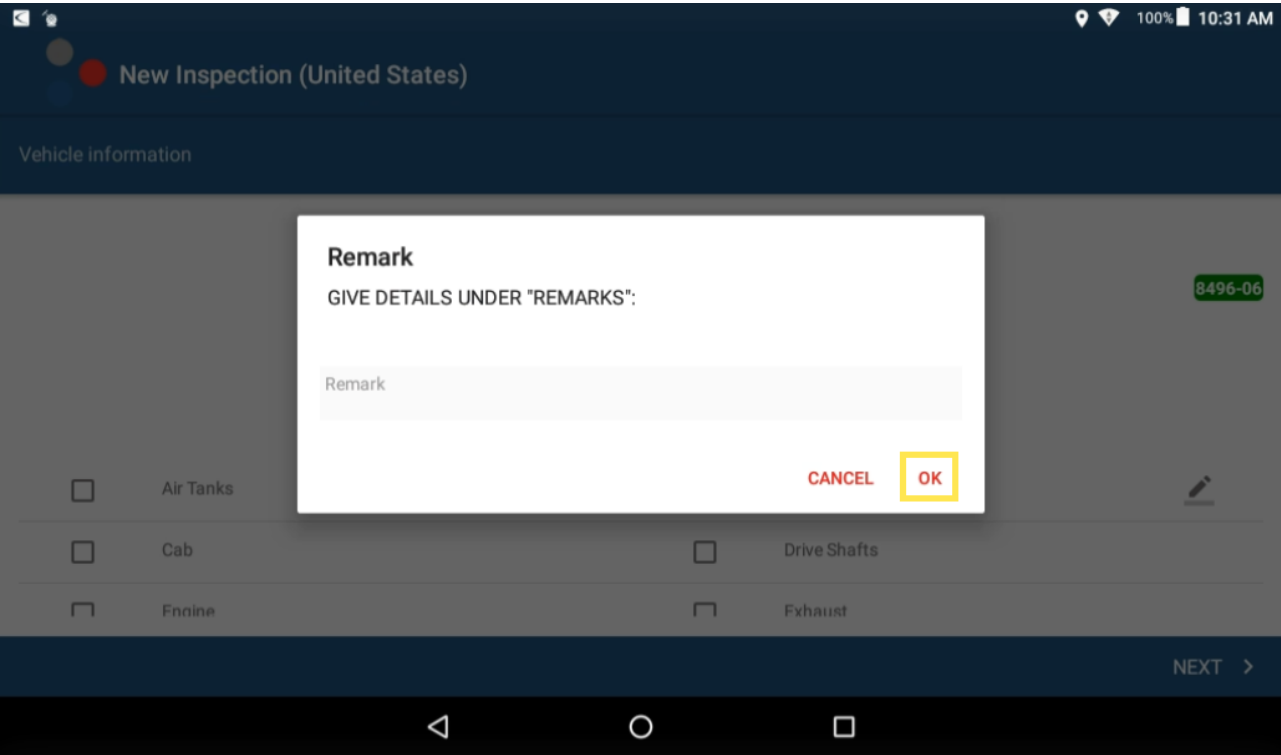 100% 10:31 AM
New Inspection (United States)
Vehicle information
Remark
GIVE DETAILS UNDER "REMARKS":
8496-06
Remark
CANCEL OK
Air Tanks
Cab Drive Shafts
Engine Exhaust
NEXT